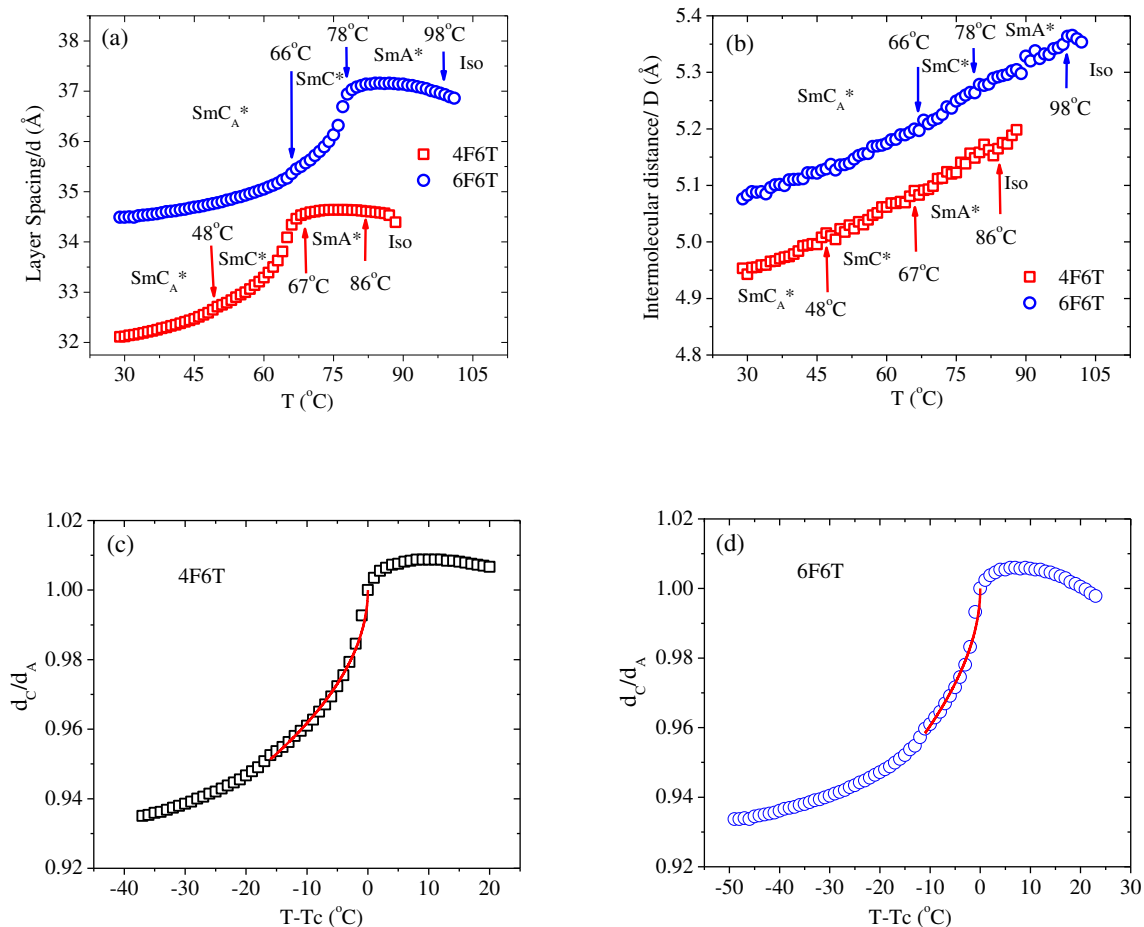 (a)
38
37
36
35
34
33
32
Layer Spacing/d (Å)
30 45 60 75 90 105
T (°C)
66°C
78°C
98°C
SmC_A*
SmC*
SmA*
Iso
4F6T
6F6T
48°C
SmC_A*
SmC*
SmA*
Iso
67°C
86°C
(b)
5.4
5.3
5.2
5.1
5.0
4.9
4.8
Intermolecular distance/ D (Å)
30 45 60 75 90 105
T (°C)
66°C
78°C
SmA*
SmC*
Iso
98°C
SmC_A*
Iso
SmA*
86°C
SmC*
67°C
SmC_A*
48°C
4F6T
6F6T
(c)
4F6T
1.02
1.00
0.98
0.96
0.94
0.92
d_C/d_A
-40 -30 -20 -10 0 10 20
T-Tc (°C)
(d)
6F6T
1.02
1.00
0.98
0.96
0.94
0.92
d_C/d_A
-50 -40 -30 -20 -10 0 10 20 30
T-Tc (°C)